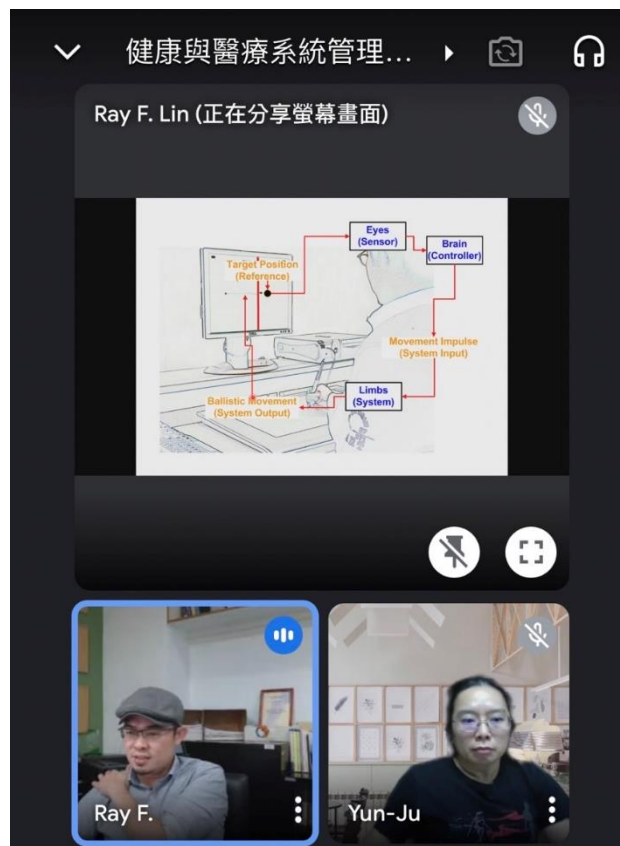 健康與醫療系統管理...
Ray F. Lin (正在分享螢幕畫面)
Eyes
(Sensor)
Brain
(Controller)
Target Position
(Reference)
Movement Impulse
(System Input)
Limbs
(System)
Ballistic Movement
(System Output)
Ray F.
Yun-Ju